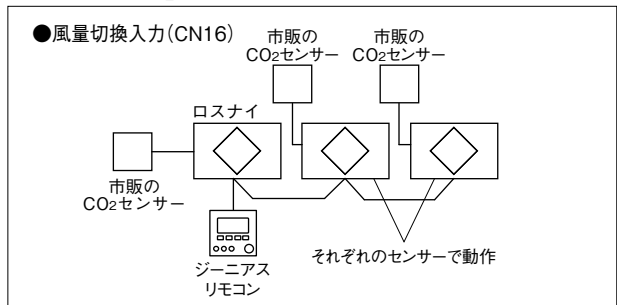 ●風量切換入力(CN16)
市販の
CO2センサー
市販の
CO2センサー
ロスナイ
市販の
CO2センサー
ジーニアス
リモコン
それぞれのセンサーで動作